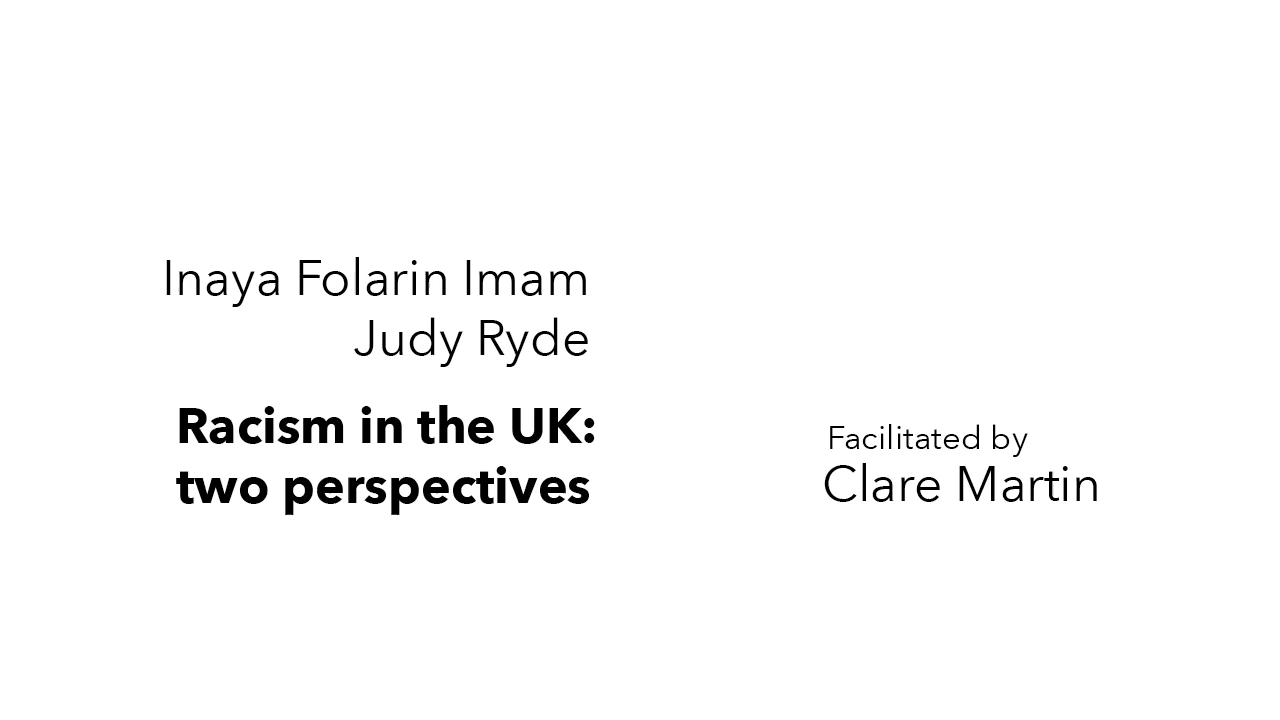 Inaya Folarin Imam
Judy Ryde
Racism in the UK:
two perspectives
Facilitated by
Clare Martin